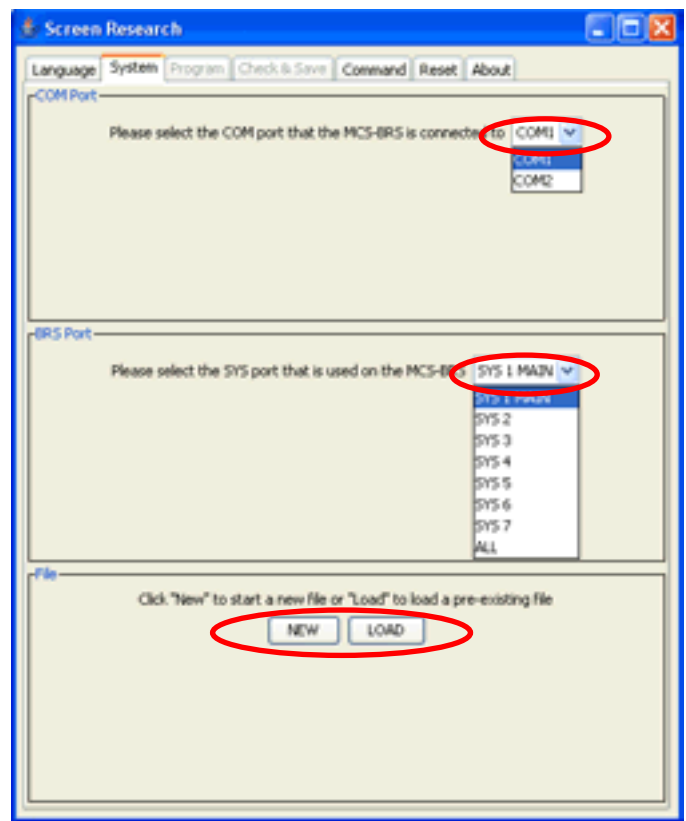 Screen Research
Language System Program Check & Save Command Reset About
COM Port
Please select the COM port that the MCS-BRS is connected to COM1
COM1
COM2
BRS Port
Please select the SYS port that is used on the MCS-BRS SYS 1 MAIN
SYS 1 MAIN
SYS 2
SYS 3
SYS 4
SYS 5
SYS 6
SYS 7
ALL
File
Click "New" to start a new file or "Load" to load a pre-existing file
NEW LOAD